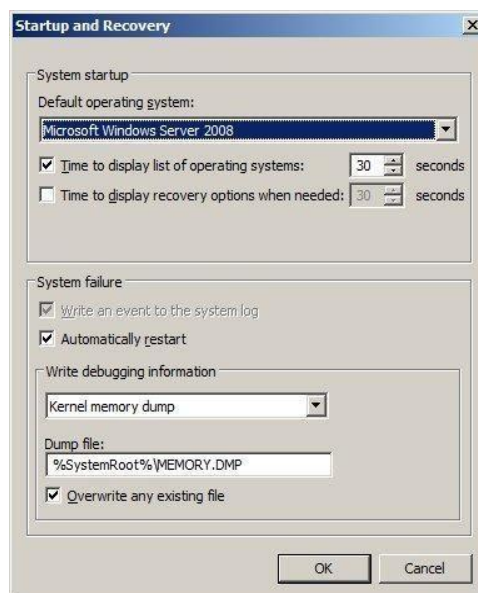 Startup and Recovery
System startup
Default operating system:
Microsoft Windows Server 2008
Time to display list of operating systems: 30 seconds
Time to display recovery options when needed: 30 seconds
System failure
Write an event to the system log
Automatically restart
Write debugging information
Kernel memory dump
Dump file:
%SystemRoot%\MEMORY.DMP
Overwrite any existing file
OK Cancel